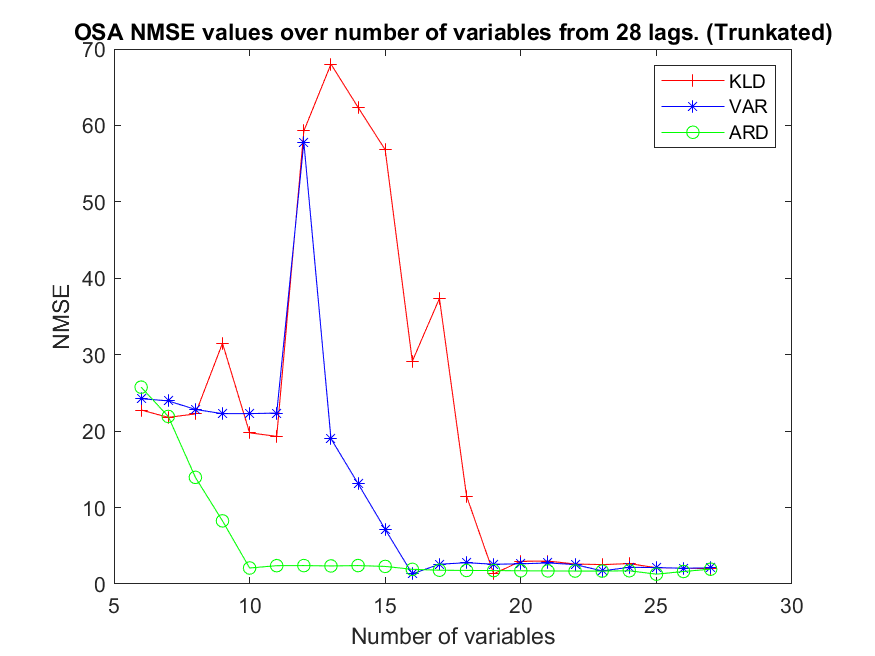 OSA NMSE values over number of variables from 28 lags. (Trunkated)
70
60
50
40
30
20
10
0
NMSE
KLD
VAR
ARD
5
10
15
20
25
30
Number of variables